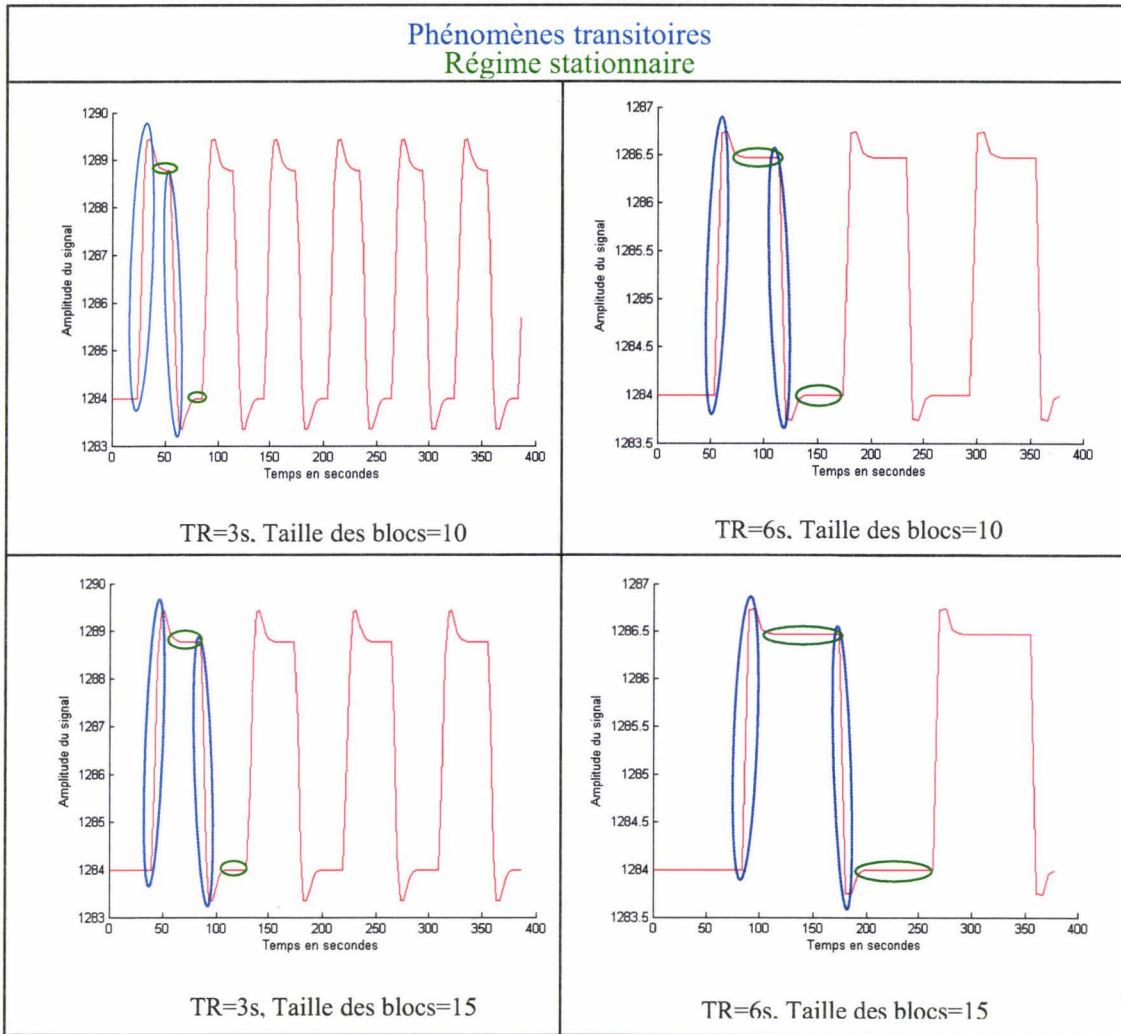 Phénomènes transitoires
Régime stationnaire
Amplitude du signal
1290
1289
1288
1287
1286
1285
1284
1283
0 50 100 150 200 250 300 350 400
Temps en secondes
TR=3s, Taille des blocs=10
Amplitude du signal
1287
1286.5
1286
1285.5
1285
1284.5
1284
1283.5
0 50 100 150 200 250 300 350 400
Temps en secondes
TR=6s, Taille des blocs=10
Amplitude du signal
1290
1289
1288
1287
1286
1285
1284
1283
0 50 100 150 200 250 300 350 400
Temps en secondes
TR=3s, Taille des blocs=15
Amplitude du signal
1287
1286.5
1286
1285.5
1285
1284.5
1284
1283.5
0 50 100 150 200 250 300 350 400
Temps en secondes
TR=6s, Taille des blocs=15